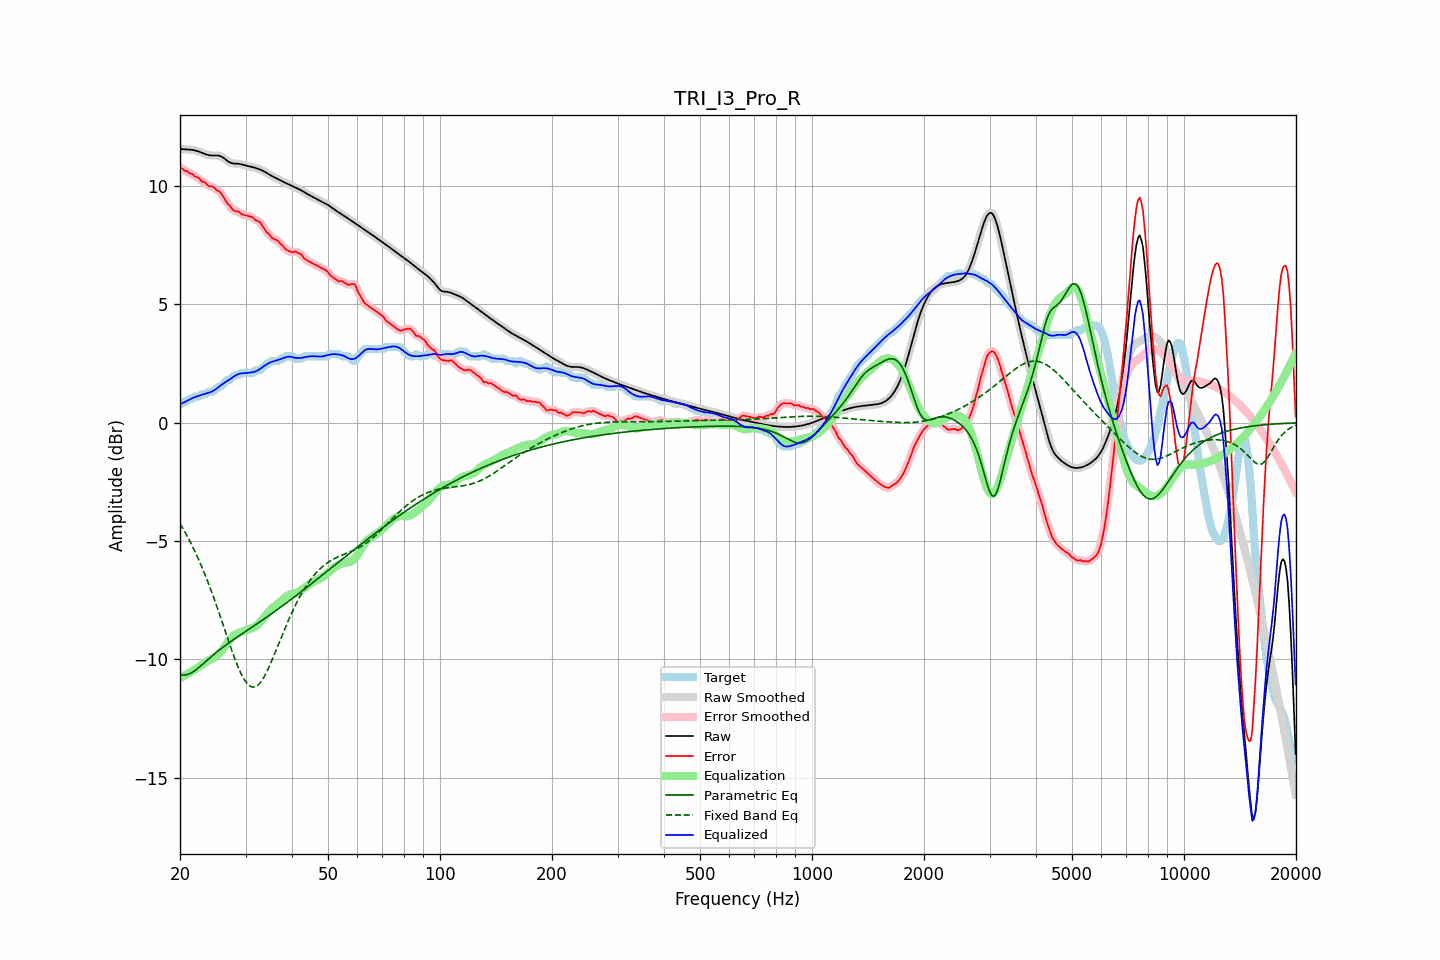 TRI_I3_Pro_R
Amplitude (dBr)
10
5
0
−5
−10
−15
Target
Raw Smoothed
Error Smoothed
Raw
Error
Equalization
Parametric Eq
Fixed Band Eq
Equalized
20
50
100
200
500
1000
2000
5000
10000
20000
Frequency (Hz)